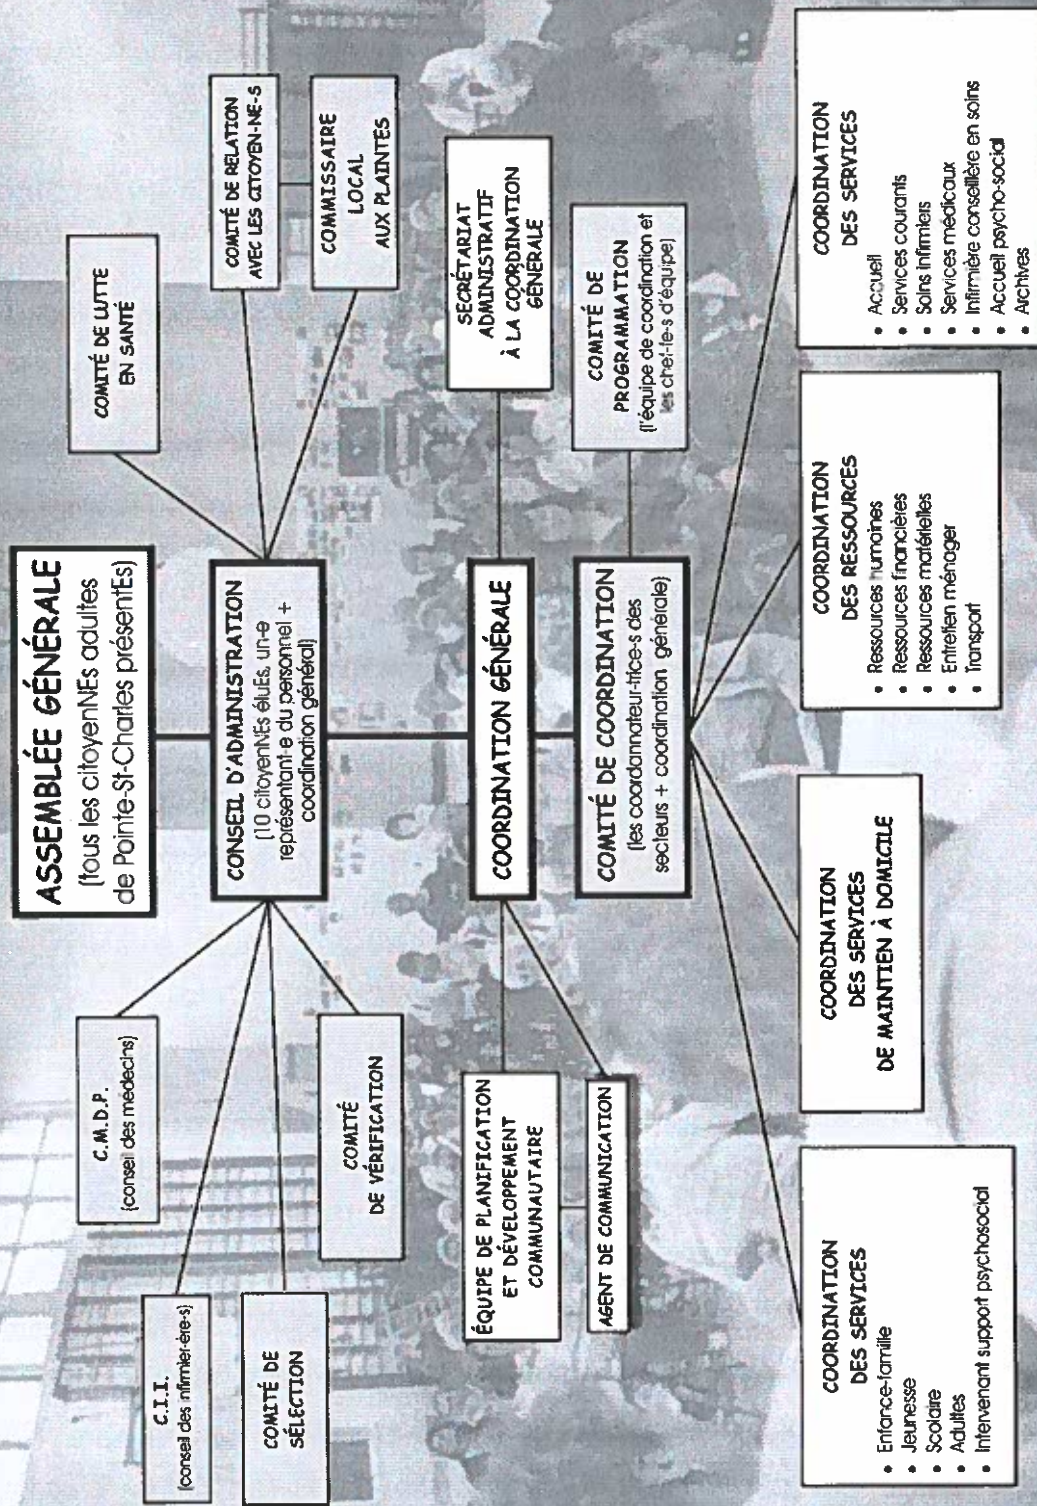 ASSEMBLÉE GÉNÉRALE
(tous les citoyenNEs adultes
de Pointe-St-Charles présentEs)
COMITÉ DE LUTTE
EN SANTÉ
C.M.D.P.
(conseil des médecins)
C.I.I.
(conseil des infirmier-ère-s)
CONSEIL D'ADMINISTRATION
(10 citoyenNEs éluEs, un-e
représentant-e du personnel +
coordination général)
COMITÉ DE RELATION
AVEC LES CITOYEN-NE-S
COMMISSAIRE
LOCAL
AUX PLAINTES
COMITÉ DE
SÉLECTION
COMITÉ
DE VÉRIFICATION
COORDINATION GÉNÉRALE
SECRÉTARIAT
ADMINISTRATIF
À LA COORDINATION
GÉNÉRALE
ÉQUIPE DE PLANIFICATION
ET DÉVELOPPEMENT
COMMUNAUTAIRE
AGENT DE COMMUNICATION
COMITÉ DE COORDINATION
(les coordannateur-trice-s des
secteurs + coordination générale)
COMITÉ DE
PROGRAMMATION
(l'équipe de coordination et
les chef-fe-s d'équipe)
COORDINATION
DES SERVICES
• Enfance-famille
• Jeunesse
• Scolaire
• Adultes
• Intervenant support psychosocial
COORDINATION
DES SERVICES
DE MAINTIEN À DOMICILE
COORDINATION
DES RESSOURCES
• Ressources humaines
• Ressources financières
• Ressources matérielles
• Entretien ménager
• Transport
COORDINATION
DES SERVICES
• Accueil
• Services courants
• Soins infirmiers
• Services médicaux
• Infirmière conseillère en soins
• Accueil psycho-social
• Archives